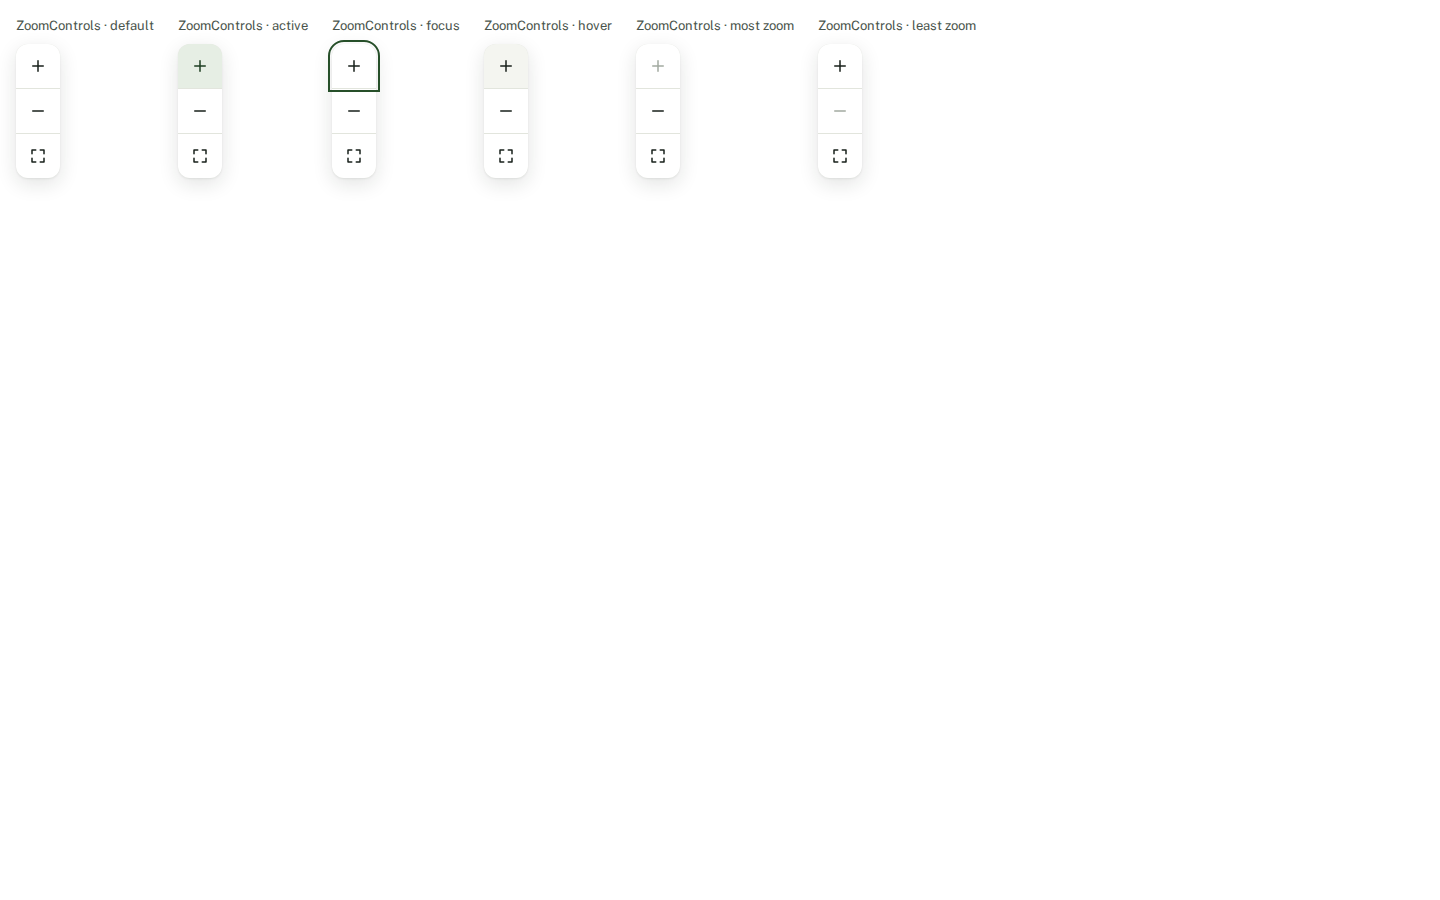 ZoomControls · default
ZoomControls · active
ZoomControls · focus
ZoomControls · hover
ZoomControls · most zoom
ZoomControls · least zoom